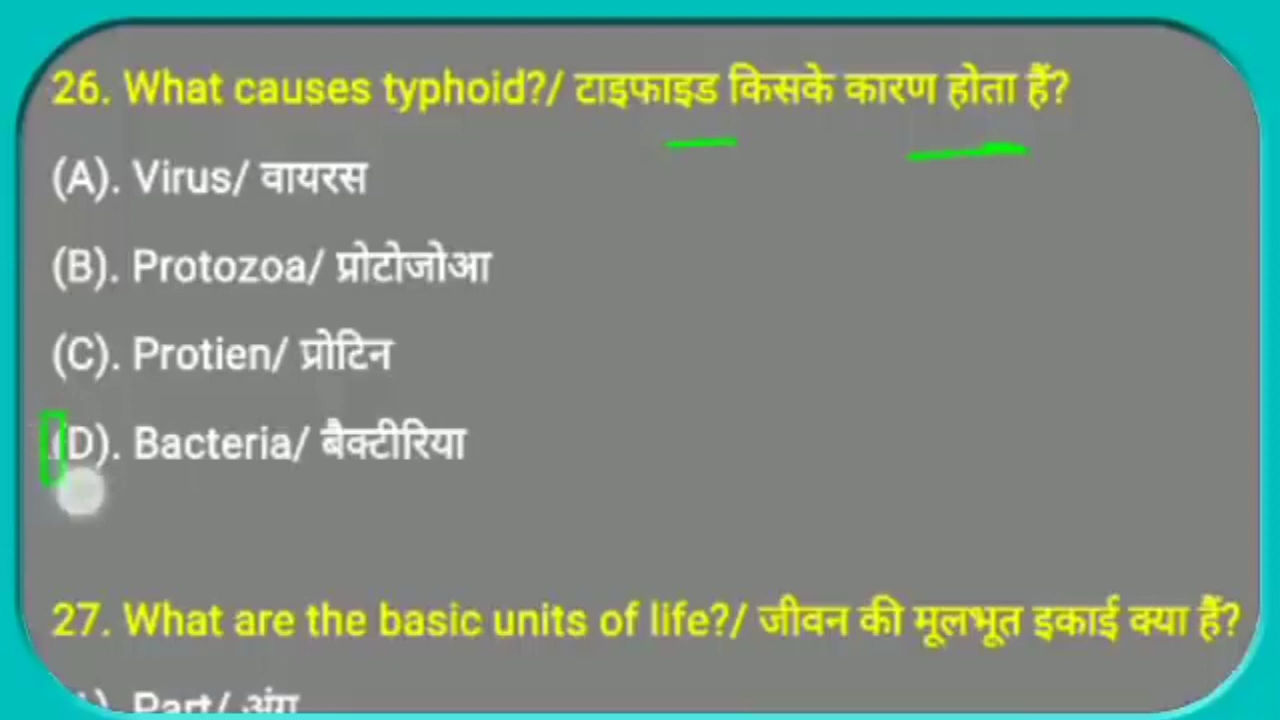 26. What causes typhoid?/ टाइफाइड किसके कारण होता हैं?
(A). Virus/ वायरस
(B). Protozoa/ प्रोटोजोआ
(C). Protien/ प्रोटिन
(D). Bacteria/ बैक्टीरिया
27. What are the basic units of life?/ जीवन की मूलभूत इकाई क्या हैं?
(A). Part/ अंग